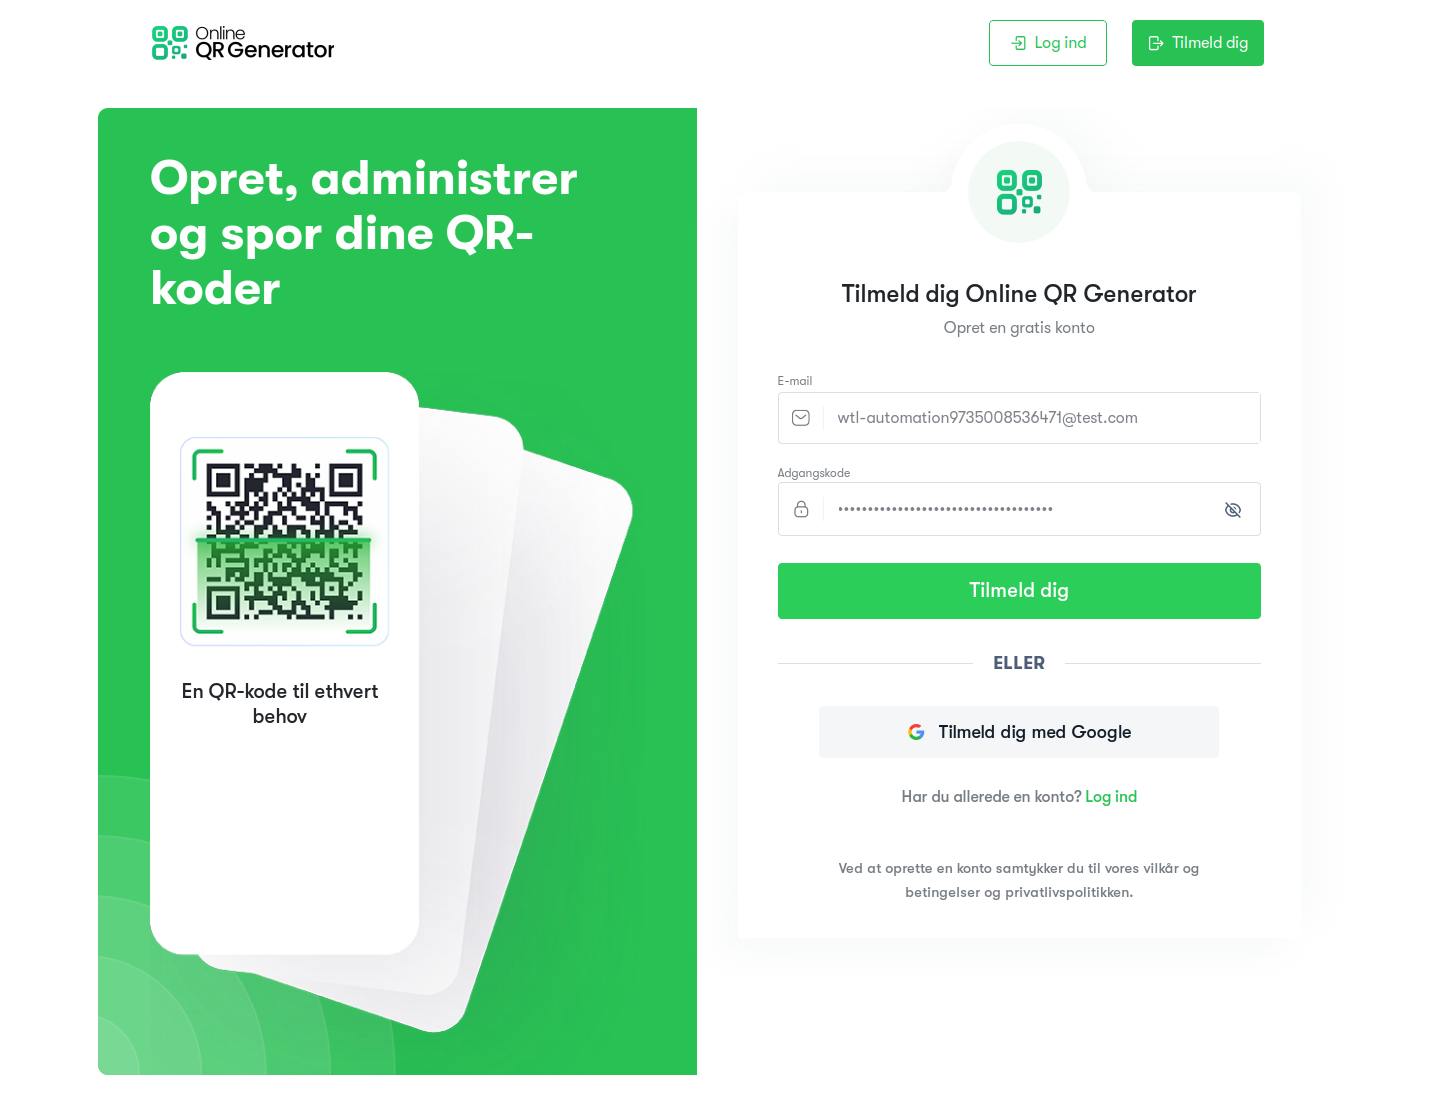 Online
QR Generator
Log ind
Tilmeld dig
Opret, administrer
og spor dine QR-
koder
En QR-kode til ethvert
behov
Tilmeld dig Online QR Generator
Opret en gratis konto
E-mail
wtl-automation9735008536471@test.com
Adgangskode
Tilmeld dig
ELLER
Tilmeld dig med Google
Har du allerede en konto? Log ind
Ved at oprette en konto samtykker du til vores vilkår og
betingelser og privatlivspolitikken.